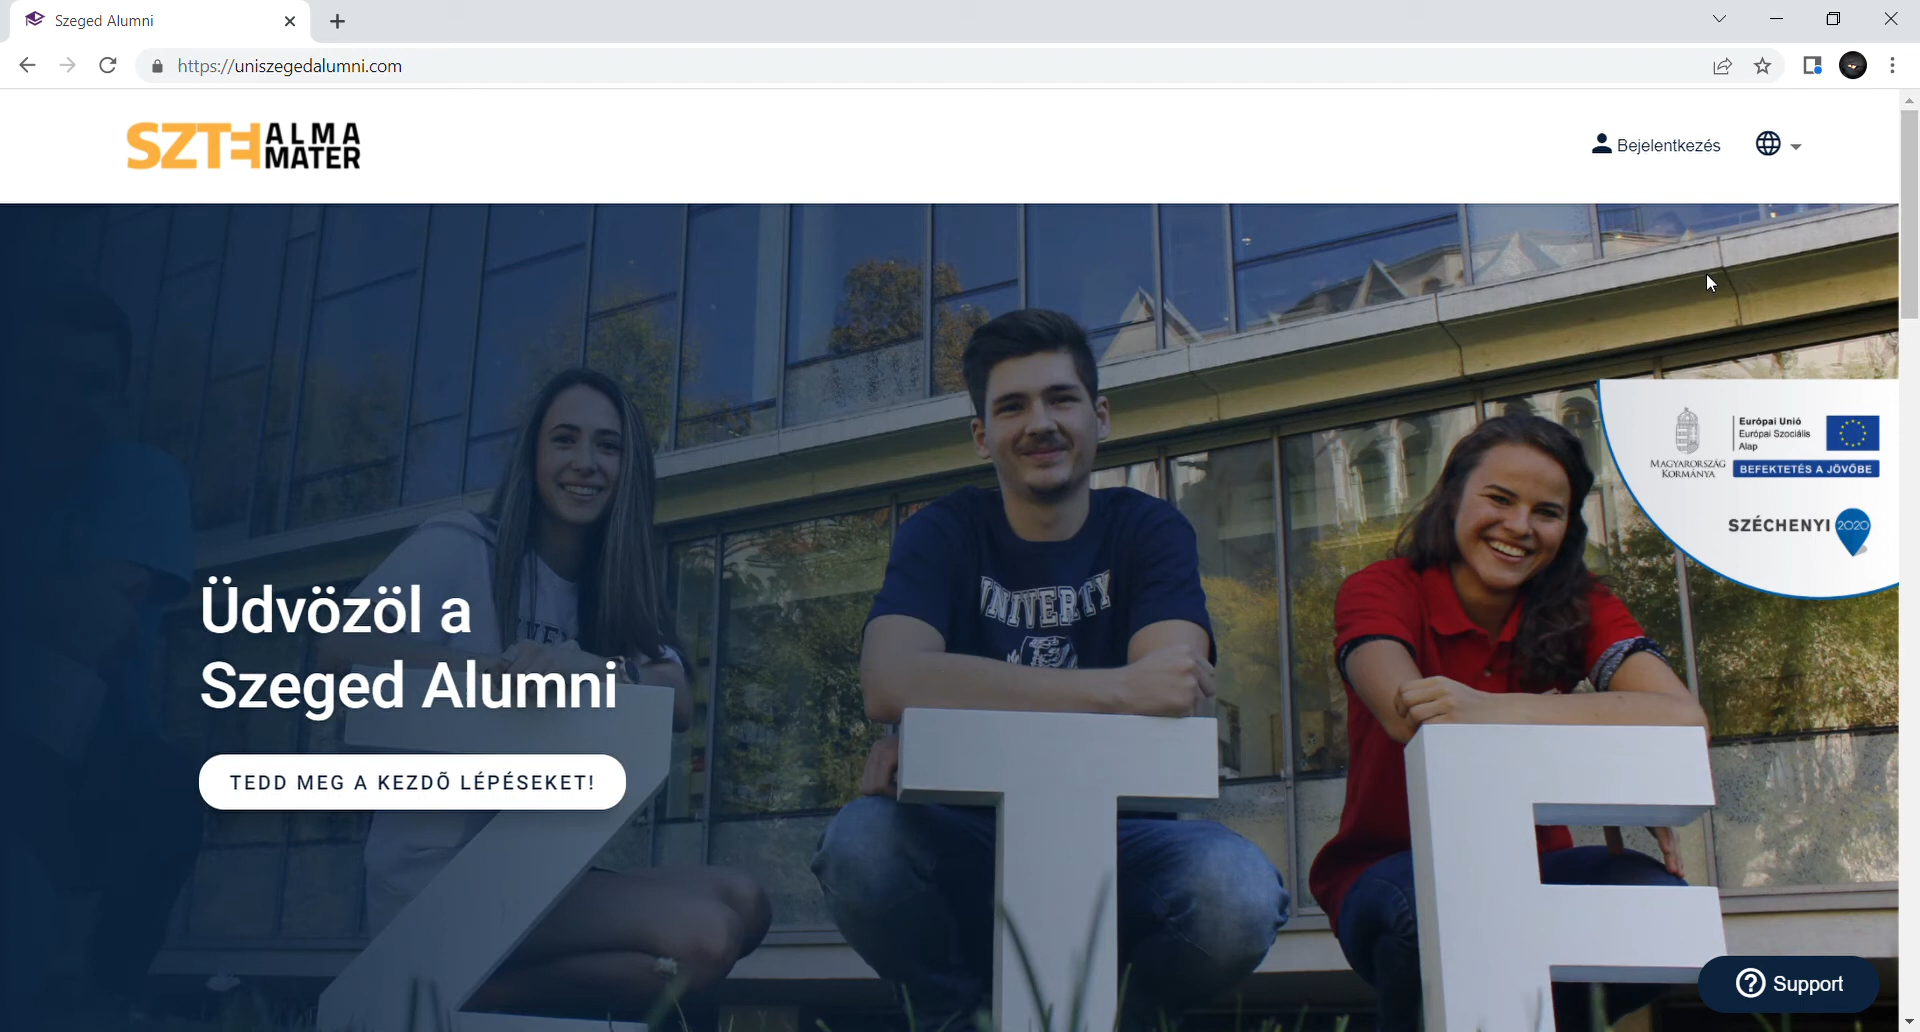 Szeged Alumni
https://uniszegedalumni.com
SZTE ALMA
MATER
Bejelentkezés
Európai Unió
Európai Szociális
Alap
MAGYARORSZÁG
KORMÁNYA
BEFEKTETÉS A JÖVŐBE
SZÉCHENYI 2020
UNIVERTY
Üdvözöl a
Szeged Alumni
TEDD MEG A KEZDŐ LÉPÉSEKET!
Z T E
Support